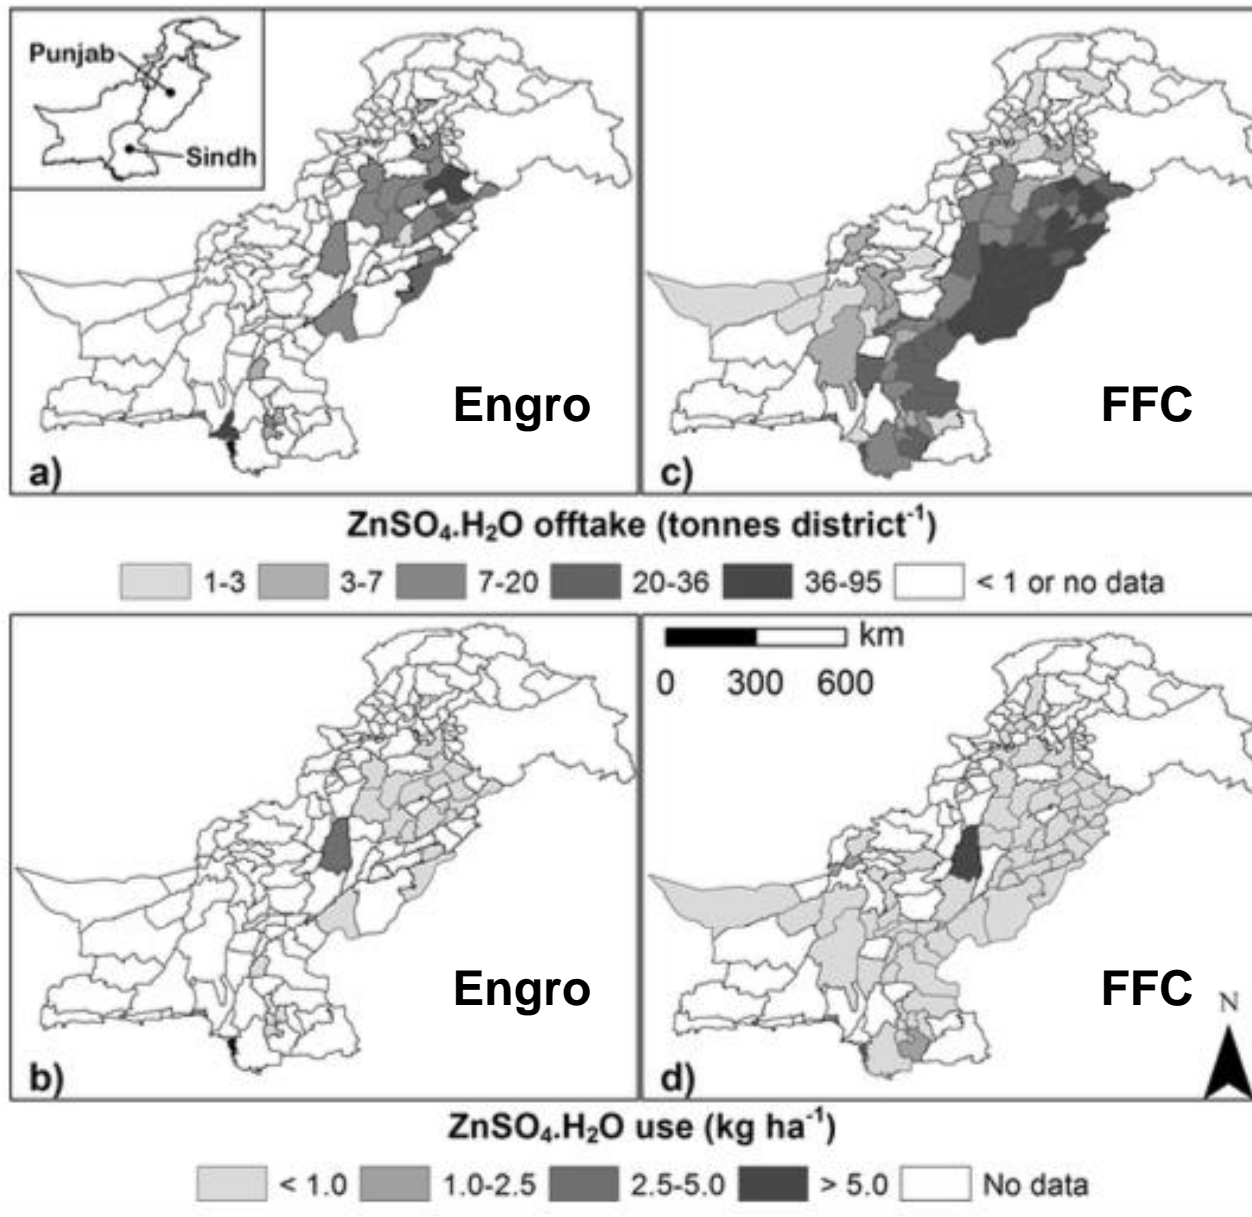 Punjab
Sindh
Engro
a)
FFC
c)
ZnSO₄.H₂O offtake (tonnes district⁻¹)
1-3 3-7 7-20 20-36 36-95 < 1 or no data
km
0 300 600
Engro
b)
FFC
N
d)
ZnSO₄.H₂O use (kg ha⁻¹)
< 1.0 1.0-2.5 2.5-5.0 > 5.0 No data